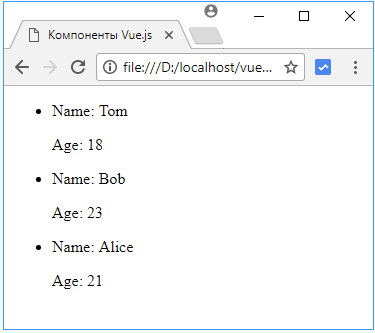 Компоненты Vue.js
file:///D:/localhost/vue...
Name: Tom
Age: 18
Name: Bob
Age: 23
Name: Alice
Age: 21